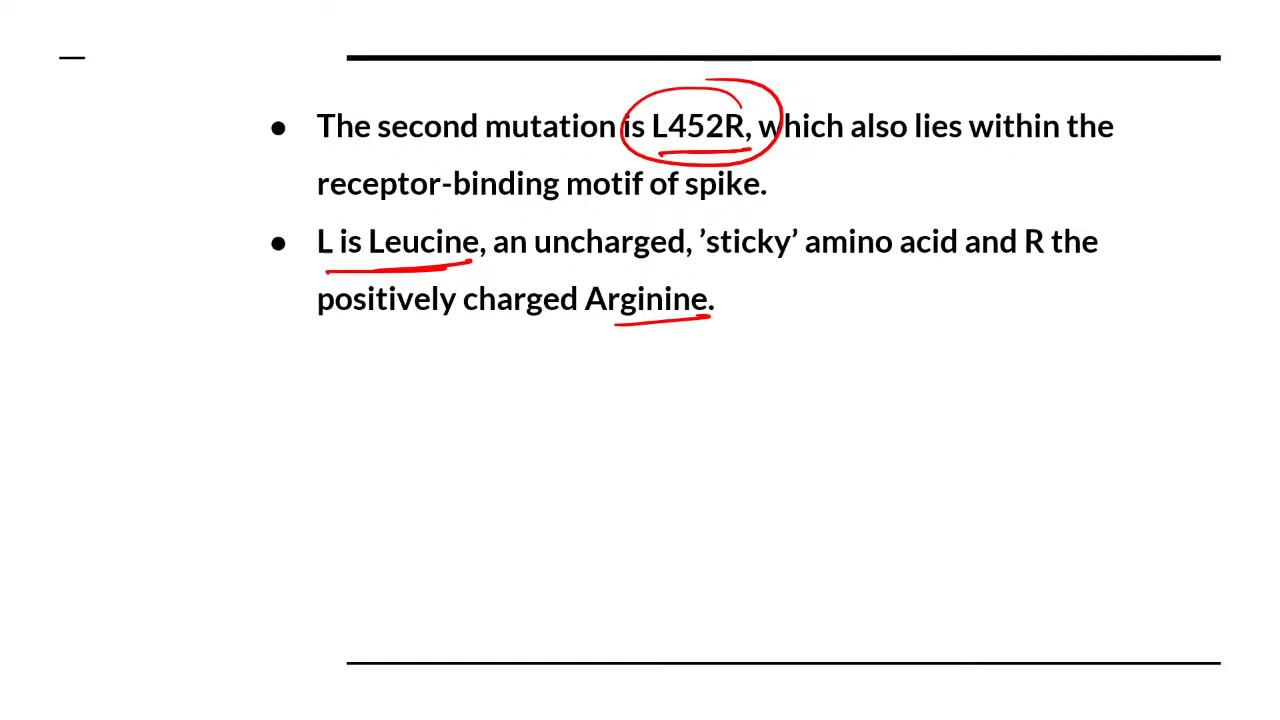 ● The second mutation is L452R, which also lies within the
receptor-binding motif of spike.
● L is Leucine, an uncharged, ’sticky’ amino acid and R the
positively charged Arginine.